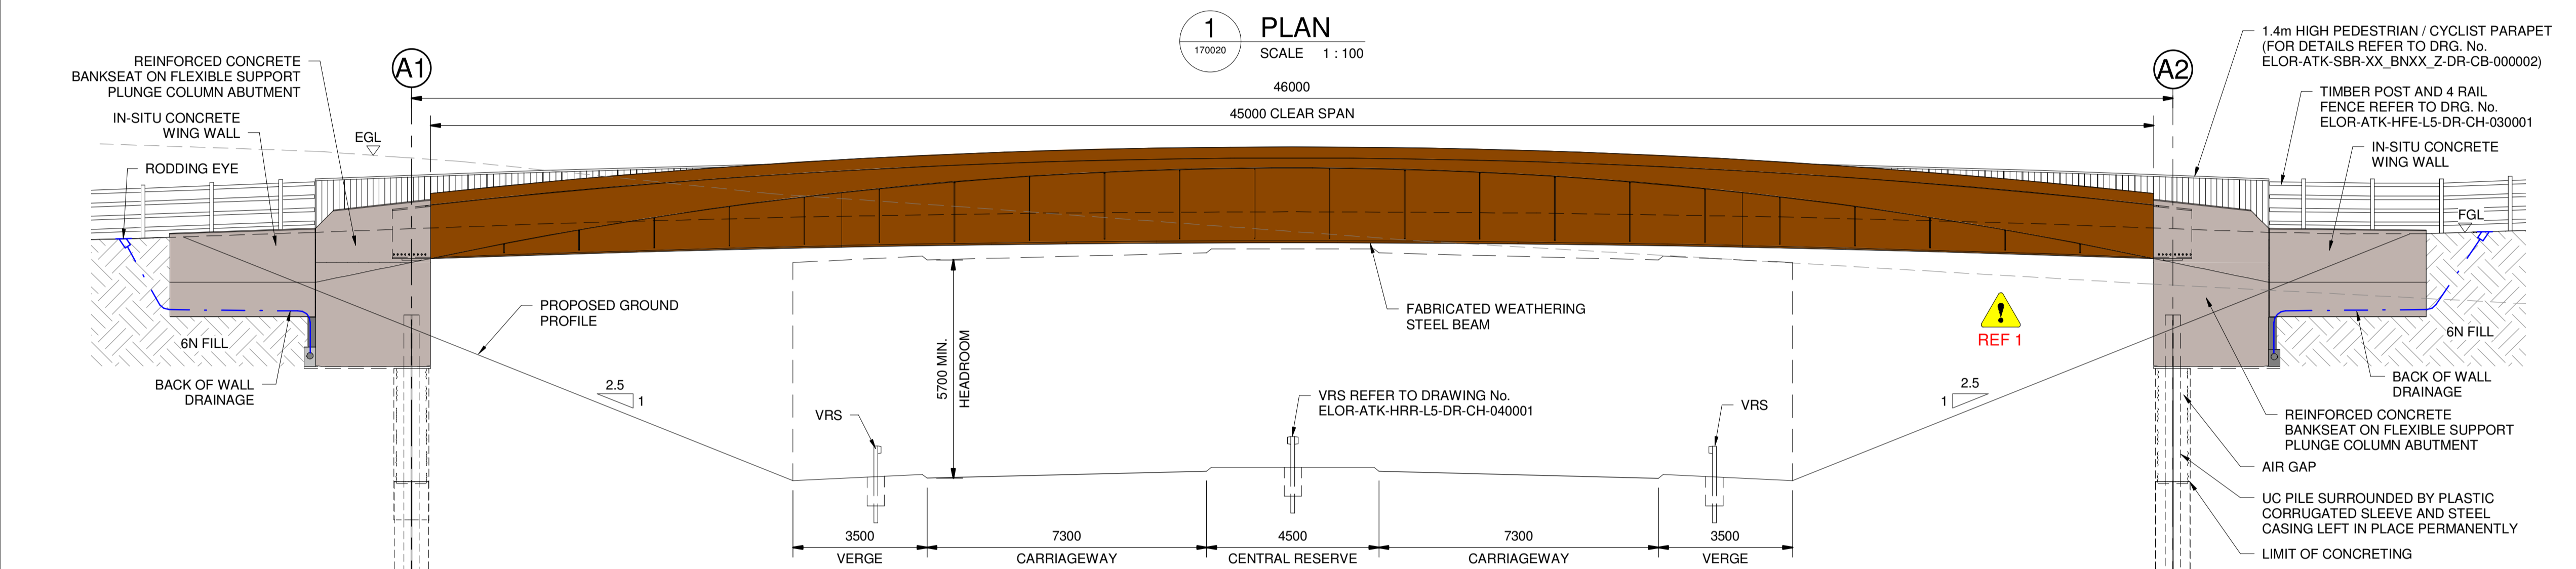 1
170020
PLAN
SCALE 1 : 100
A1
A2
46000
45000 CLEAR SPAN
REINFORCED CONCRETE
BANKSEAT ON FLEXIBLE SUPPORT
PLUNGE COLUMN ABUTMENT
IN-SITU CONCRETE
WING WALL
EGL
RODDING EYE
6N FILL
BACK OF WALL
DRAINAGE
PROPOSED GROUND
PROFILE
2.5
1
VRS
5700 MIN.
HEADROOM
FABRICATED WEATHERING
STEEL BEAM
VRS REFER TO DRAWING No.
ELOR-ATK-HRR-L5-DR-CH-040001
VRS
REF 1
2.5
1
3500
VERGE
7300
CARRIAGEWAY
4500
CENTRAL RESERVE
7300
CARRIAGEWAY
3500
VERGE
1.4m HIGH PEDESTRIAN / CYCLIST PARAPET
(FOR DETAILS REFER TO DRG. No.
ELOR-ATK-SBR-XX_BNXX_Z-DR-CB-000002)
TIMBER POST AND 4 RAIL
FENCE REFER TO DRG. No.
ELOR-ATK-HFE-L5-DR-CH-030001
IN-SITU CONCRETE
WING WALL
FGL
6N FILL
BACK OF WALL
DRAINAGE
REINFORCED CONCRETE
BANKSEAT ON FLEXIBLE SUPPORT
PLUNGE COLUMN ABUTMENT
AIR GAP
UC PILE SURROUNDED BY PLASTIC
CORRUGATED SLEEVE AND STEEL
CASING LEFT IN PLACE PERMANENTLY
LIMIT OF CONCRETING